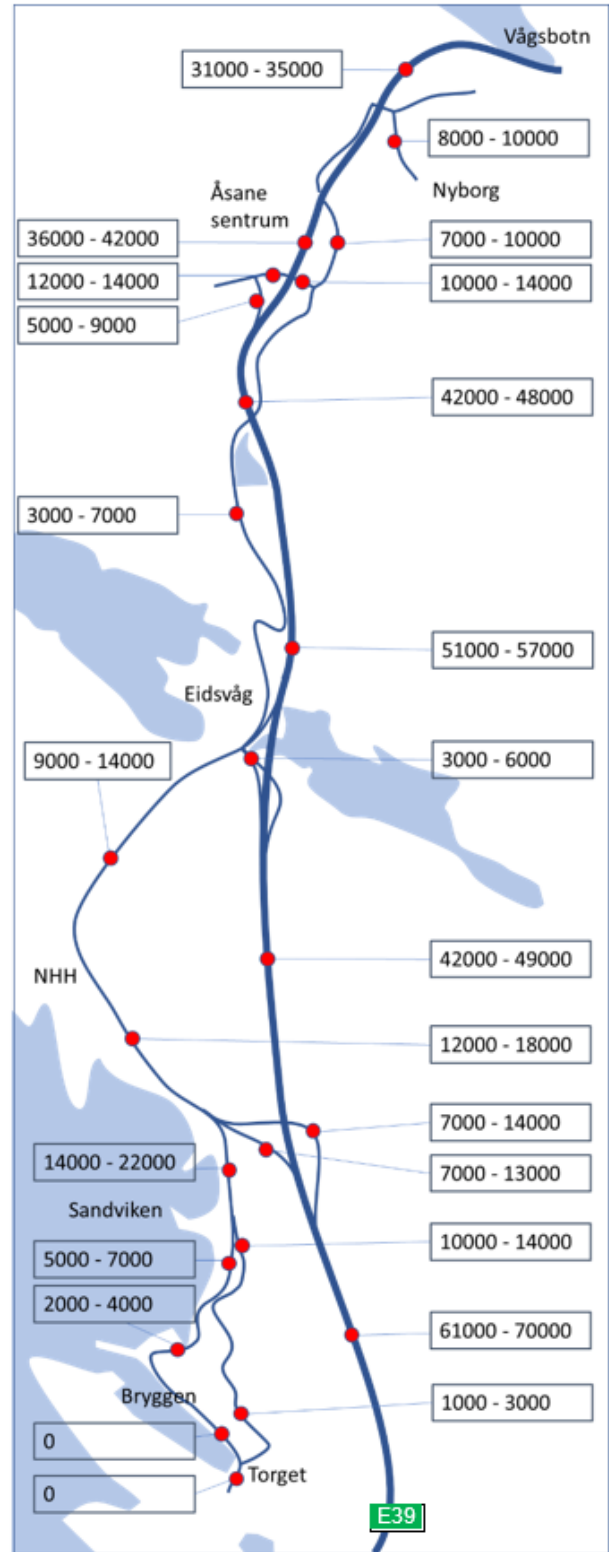 Vågsbotn
31000 - 35000
8000 - 10000
Nyborg
Åsane
sentrum
36000 - 42000
7000 - 10000
12000 - 14000
10000 - 14000
5000 - 9000
42000 - 48000
3000 - 7000
51000 - 57000
Eidsvåg
9000 - 14000
3000 - 6000
42000 - 49000
NHH
12000 - 18000
7000 - 14000
14000 - 22000
7000 - 13000
Sandviken
10000 - 14000
5000 - 7000
2000 - 4000
61000 - 70000
Bryggen
1000 - 3000
0
Torget
0
E39